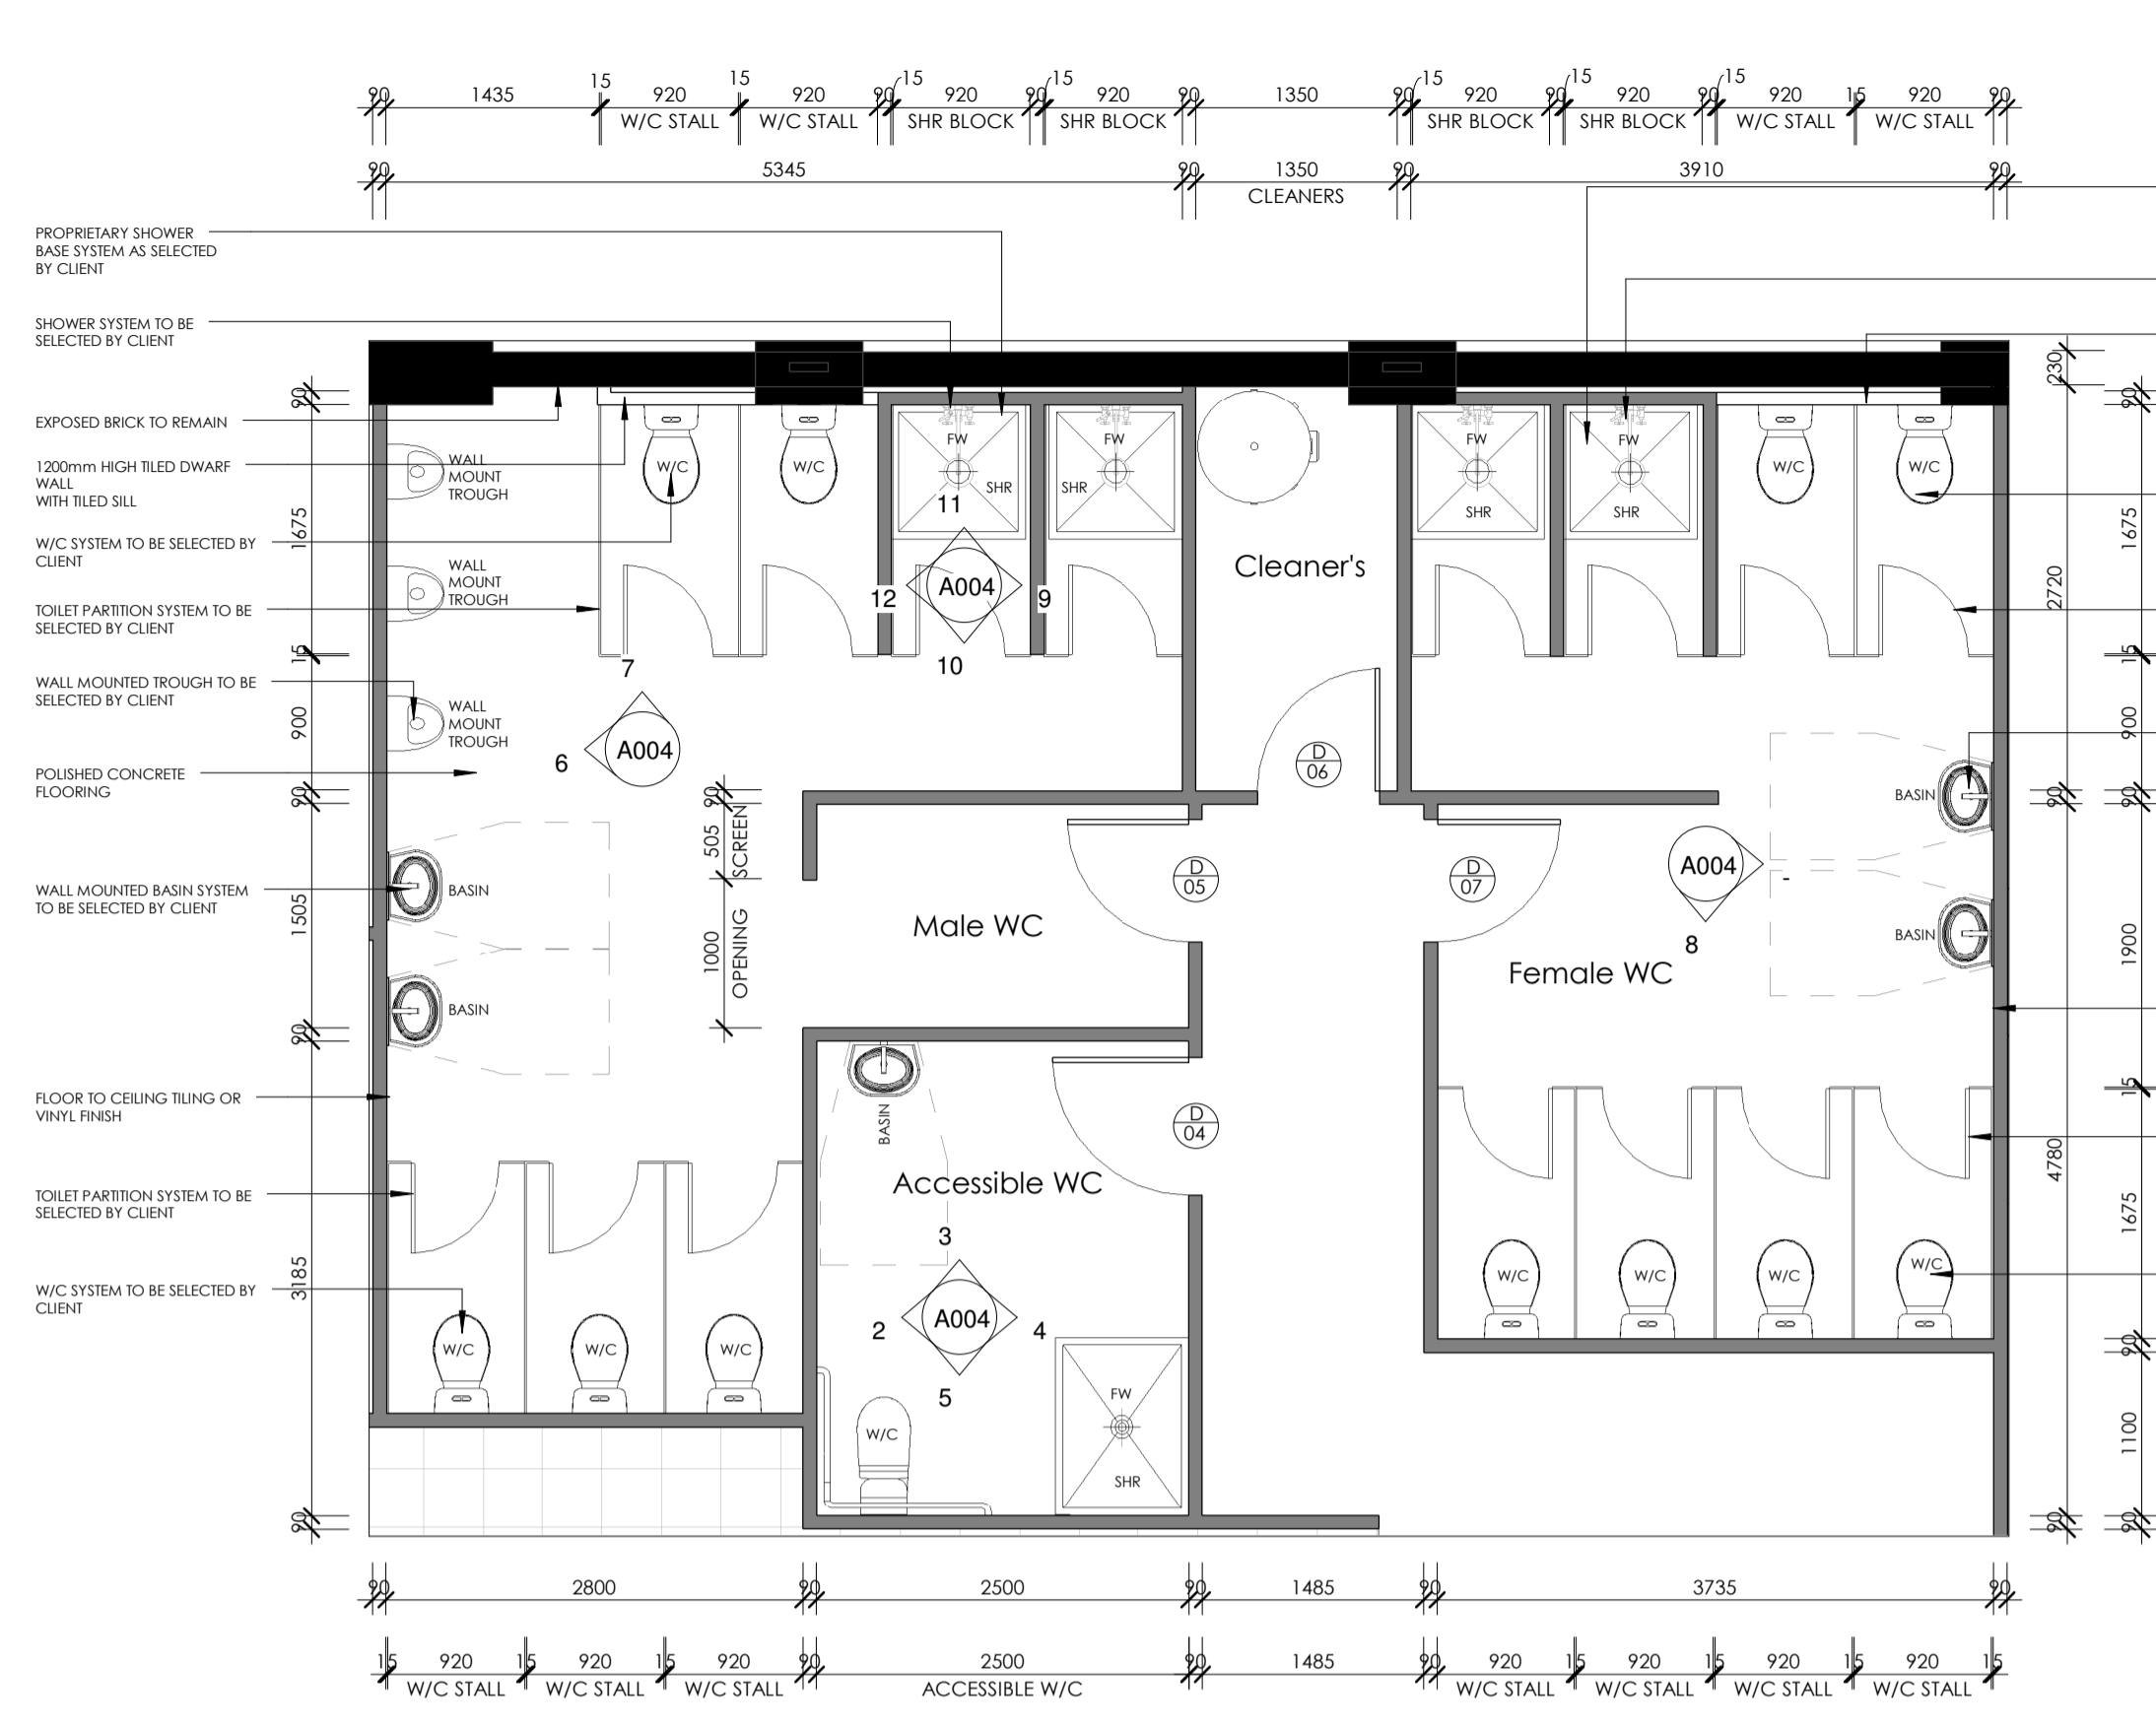 15 15 15 15 15 15 15
90 1435 920 920 90 920 90 920 90 1350 90 920 90 920 90 920 15 920 90
W/C STALL W/C STALL SHR BLOCK SHR BLOCK SHR BLOCK SHR BLOCK W/C STALL W/C STALL
90 5345 90 1350 90 3910 90
CLEANERS
PROPRIETARY SHOWER
BASE SYSTEM AS SELECTED
BY CLIENT
SHOWER SYSTEM TO BE
SELECTED BY CLIENT
EXPOSED BRICK TO REMAIN
1200mm HIGH TILED DWARF
WALL
WITH TILED SILL
W/C SYSTEM TO BE SELECTED BY
CLIENT
TOILET PARTITION SYSTEM TO BE
SELECTED BY CLIENT
WALL MOUNTED TROUGH TO BE
SELECTED BY CLIENT
POLISHED CONCRETE
FLOORING
WALL MOUNTED BASIN SYSTEM
TO BE SELECTED BY CLIENT
FLOOR TO CEILING TILING OR
VINYL FINISH
TOILET PARTITION SYSTEM TO BE
SELECTED BY CLIENT
W/C SYSTEM TO BE SELECTED BY
CLIENT
90
1675
15
900
90
1505
90
3185
90
WALL
MOUNT
TROUGH
WALL
MOUNT
TROUGH
WALL
MOUNT
TROUGH
W/C W/C
FW FW
SHR SHR
11
12 A004 9
10
7
6 A004
90
505 SCREEN
1000 OPENING
BASIN
BASIN
Cleaner's
D
06
FW FW
SHR SHR
W/C W/C
Male WC
D
05
D
07
A004 -
8
Female WC
BASIN
BASIN
BASIN
D
04
Accessible WC
3
2 A004 4
5
W/C
FW
SHR
W/C W/C W/C
W/C W/C W/C W/C
230
2720
90
4780
90
90
1675
15
900
90
1900
15
1675
90
1100
90
90 2800 90 2500 90 1485 90 3735 90
15 920 15 920 15 920 90 2500 90 1485 90 920 15 920 15 920 15 920 15
W/C STALL W/C STALL W/C STALL ACCESSIBLE W/C W/C STALL W/C STALL W/C STALL W/C STALL